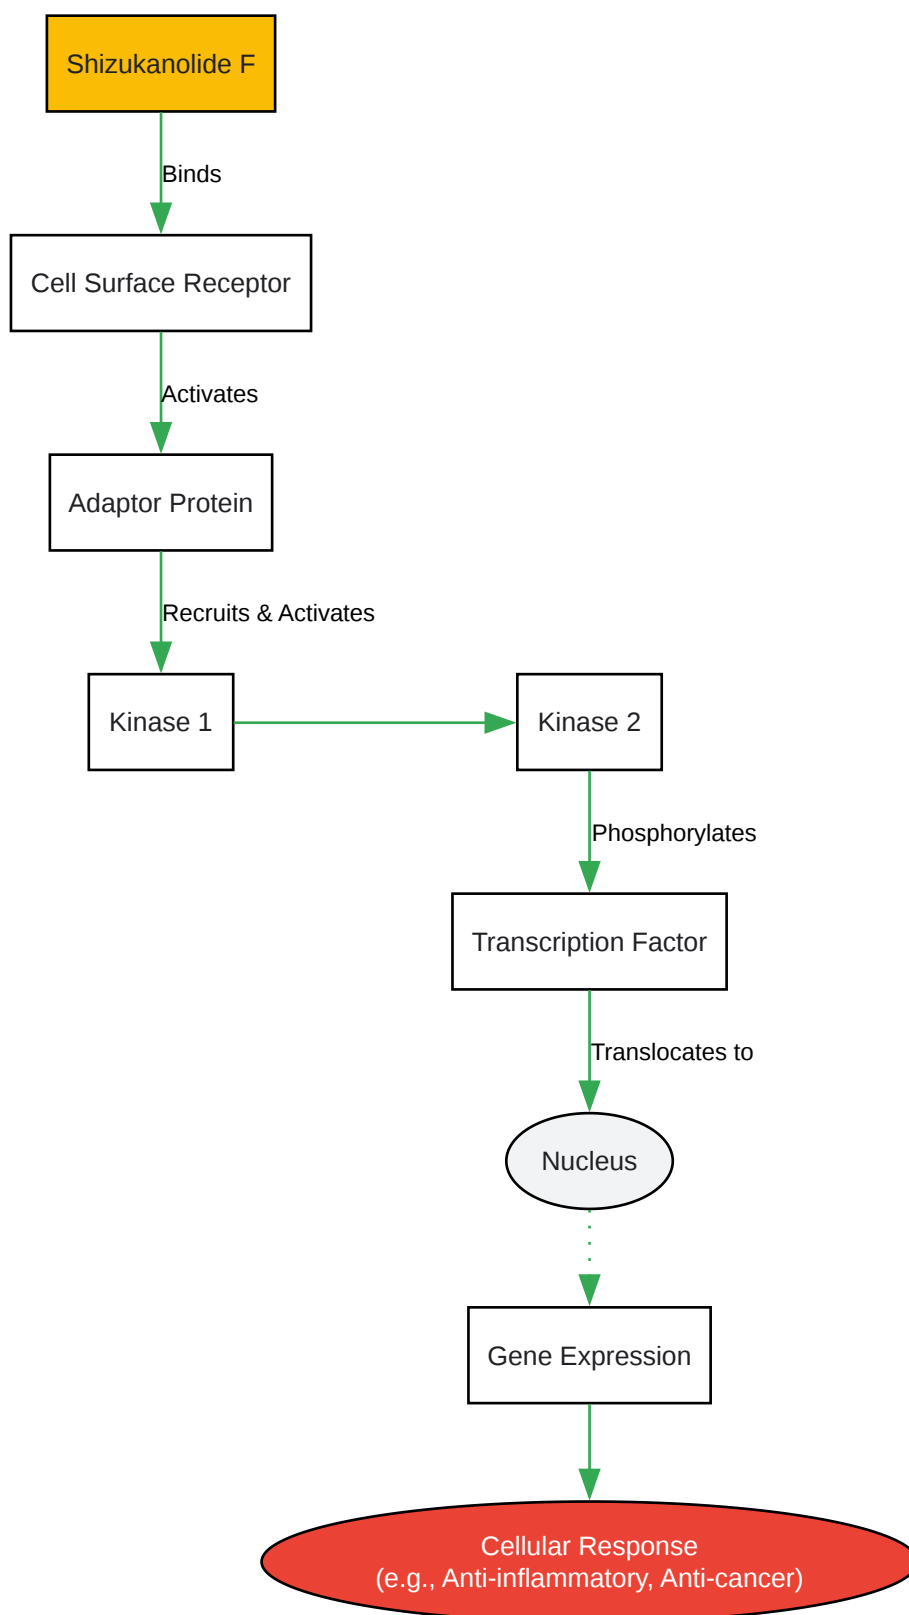 Shizukanolide F
Binds
Cell Surface Receptor
Activates
Adaptor Protein
Recruits & Activates
Kinase 1
Kinase 2
Phosphorylates
Transcription Factor
Translocates to
Nucleus
Gene Expression
Cellular Response
(e.g., Anti-inflammatory, Anti-cancer)